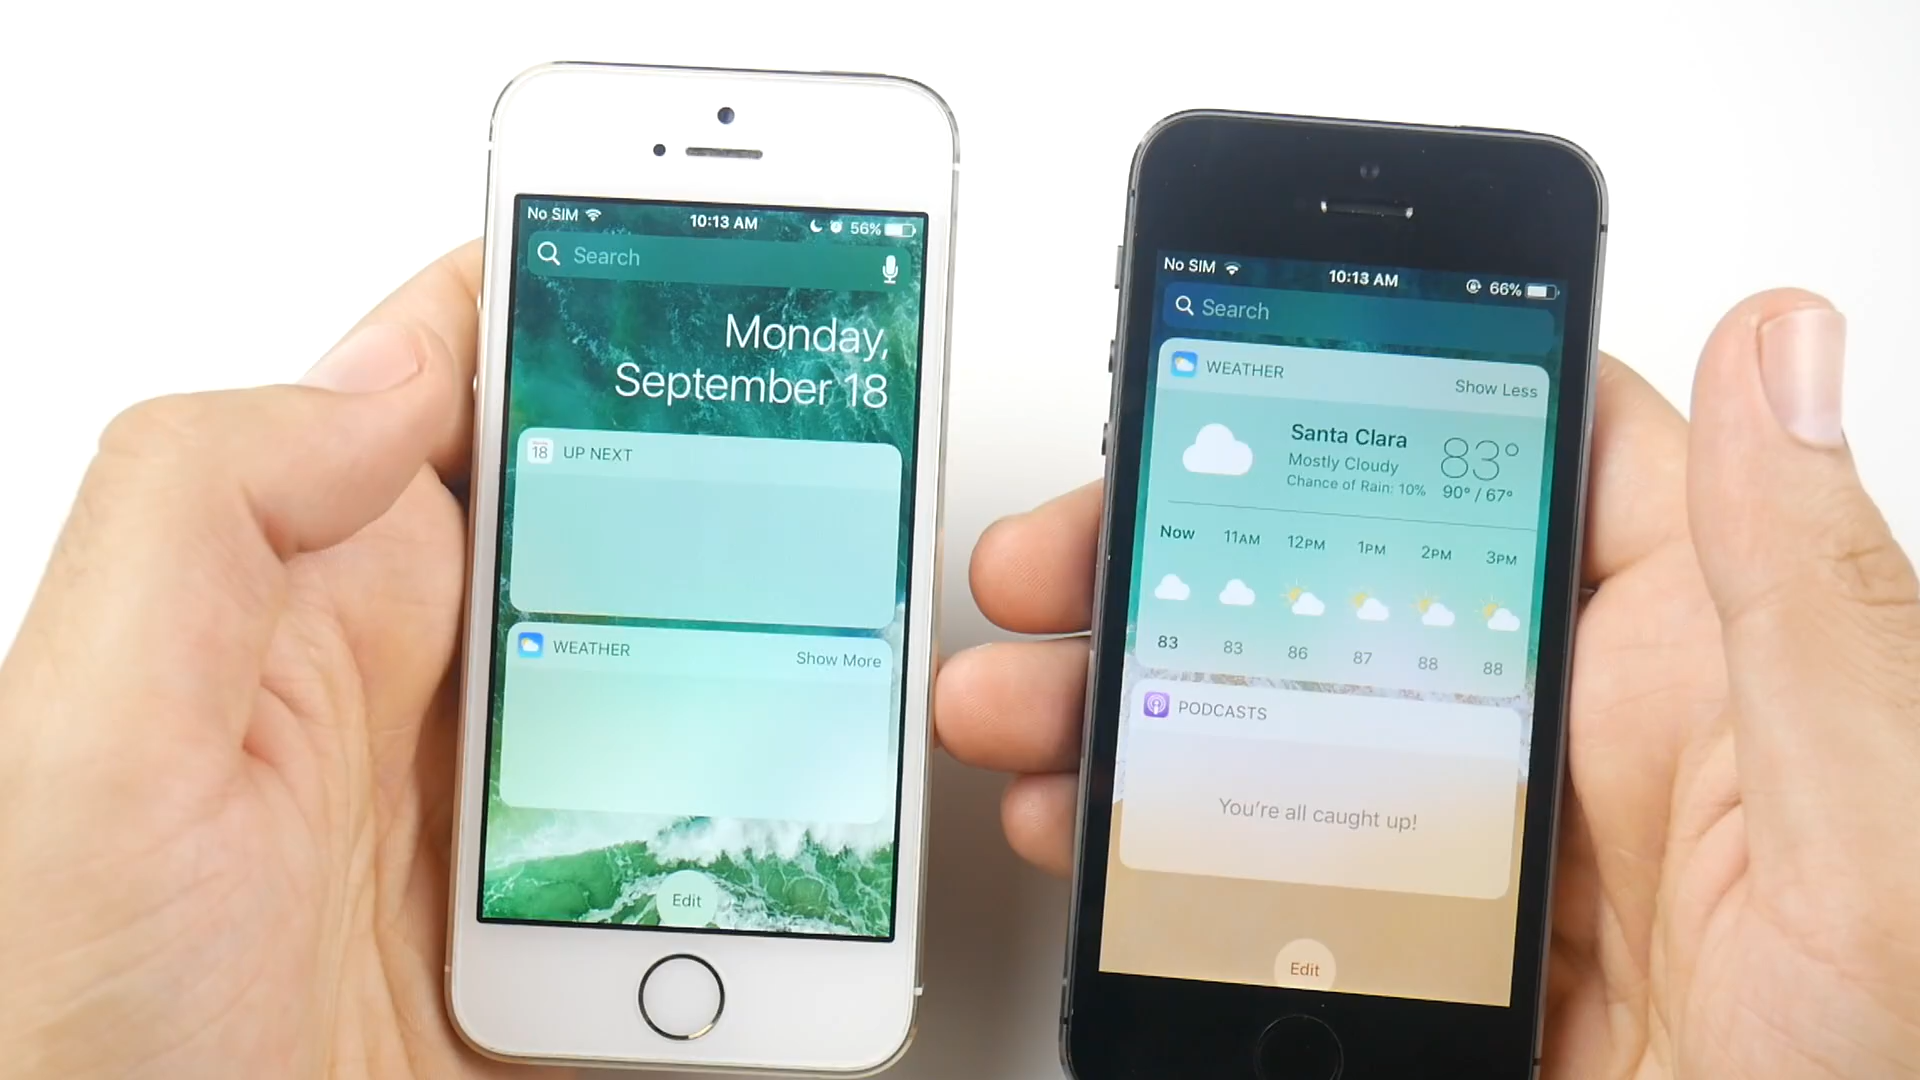 No SIM 10:13 AM 56%
Search
Monday,
September 18
18 UP NEXT
WEATHER Show More
Edit
No SIM 10:13 AM 66%
Search
WEATHER Show Less
Santa Clara 83°
Mostly Cloudy
Chance of Rain: 10% 90° / 67°
Now 11AM 12PM 1PM 2PM 3PM
83 83 86 87 88 88
PODCASTS
You're all caught up!
Edit